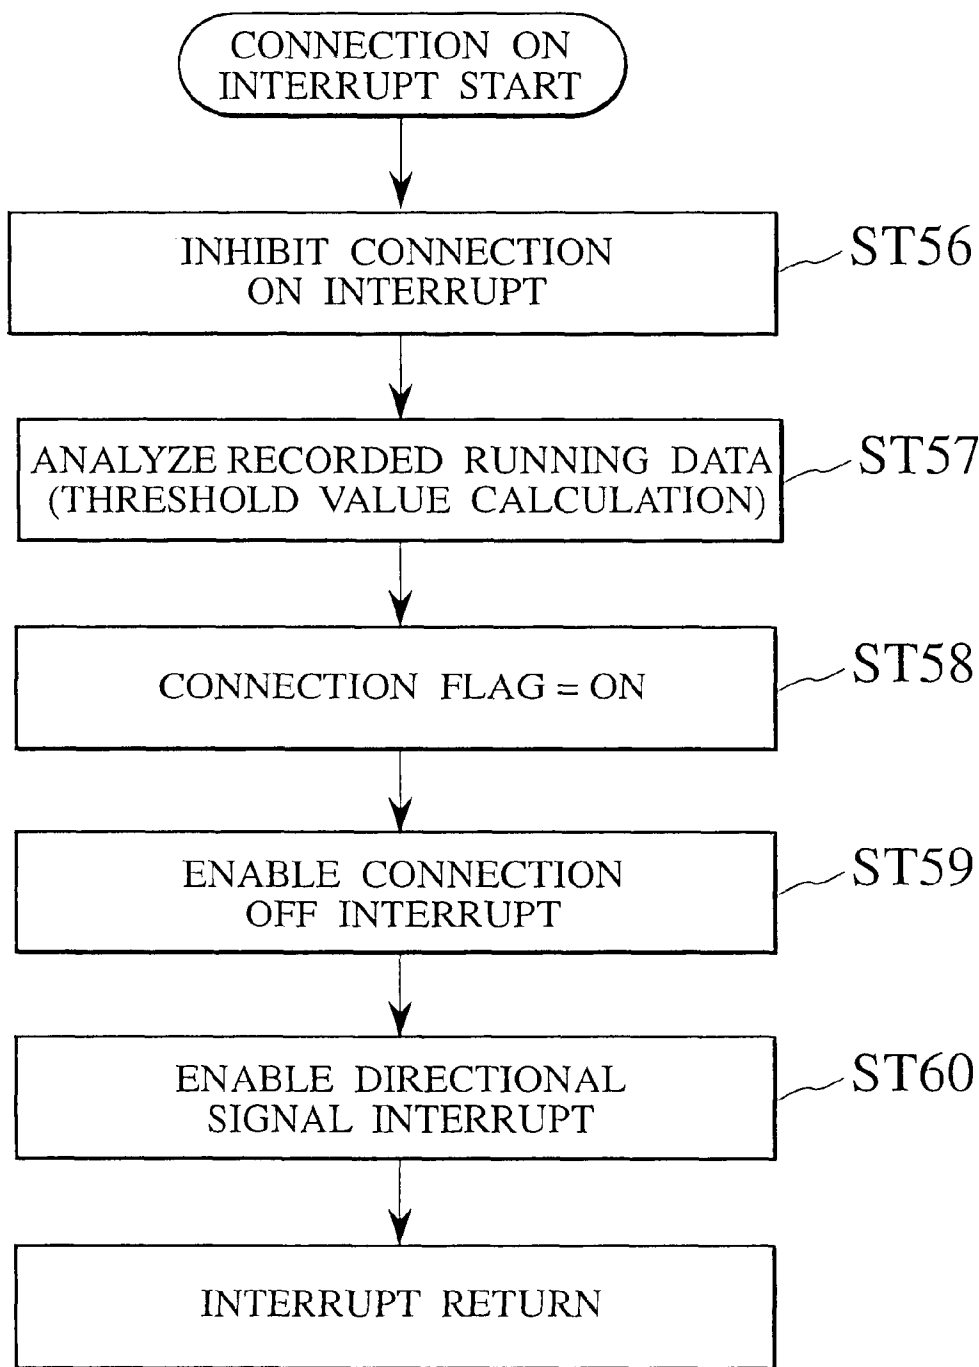 CONNECTION ON
INTERRUPT START
INHIBIT CONNECTION
ON INTERRUPT
ST56
ANALYZE RECORDED RUNNING DATA
(THRESHOLD VALUE CALCULATION)
ST57
CONNECTION FLAG = ON
ST58
ENABLE CONNECTION
OFF INTERRUPT
ST59
ENABLE DIRECTIONAL
SIGNAL INTERRUPT
ST60
INTERRUPT RETURN